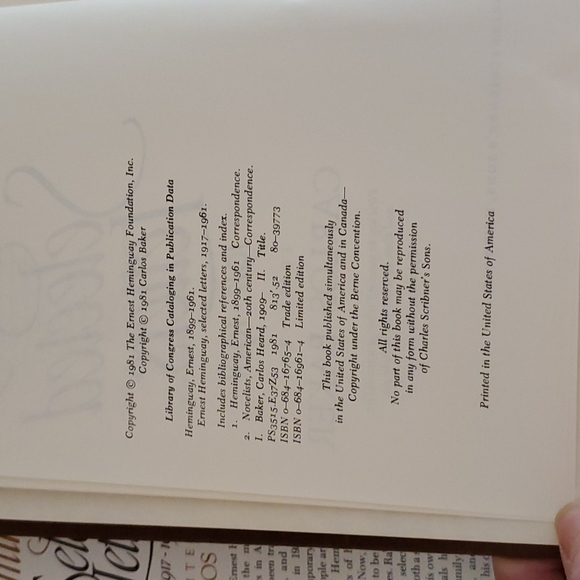 Copyright © 1981 The Ernest Hemingway Foundation, Inc.
Copyright © 1981 Carlos Baker
Library of Congress Cataloging in Publication Data
Hemingway, Ernest, 1899–1961.
Ernest Hemingway, selected letters, 1917–1961.
Includes bibliographical references and index.
1. Hemingway, Ernest, 1899–1961 Correspondence.
2. Novelists, American—20th century—Correspondence.
I. Baker, Carlos Heard, 1909– II. Title.
PS3515.E37Z53 1981 813'.52 80-39773
ISBN 0-684-16765-4 Trade edition
ISBN 0-684-16961-4 Limited edition
This book published simultaneously
in the United States of America and in Canada—
Copyright under the Berne Convention.
All rights reserved.
No part of this book may be reproduced
in any form without the permission
of Charles Scribner's Sons.
Printed in the United States of America